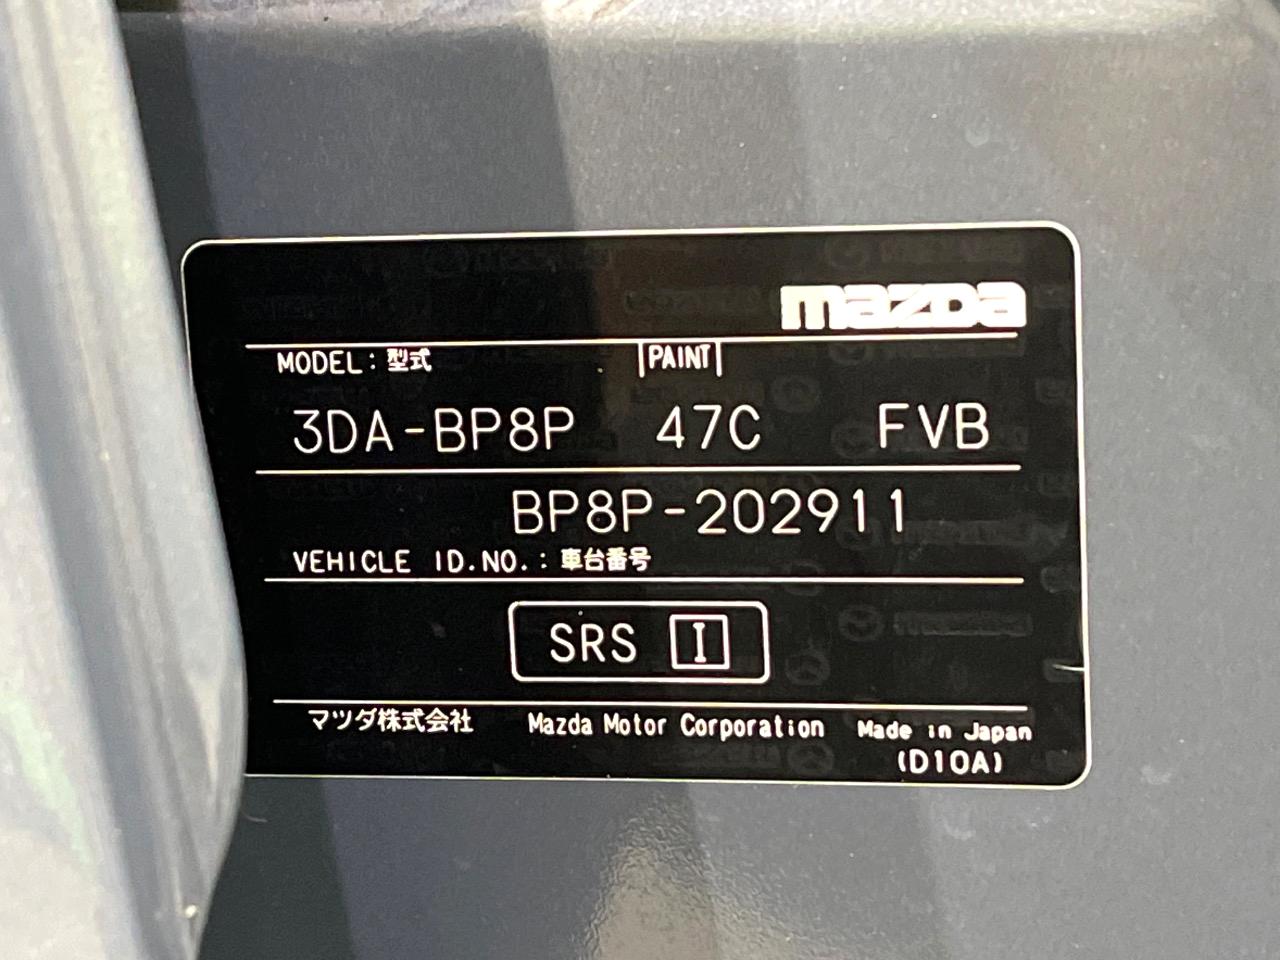 mazda
MODEL : 型式 PAINT
3DA-BP8P 47C FVB
BP8P-202911
VEHICLE ID.NO. : 車台番号
SRS I
マツダ株式会社 Mazda Motor Corporation Made in Japan
(D10A)